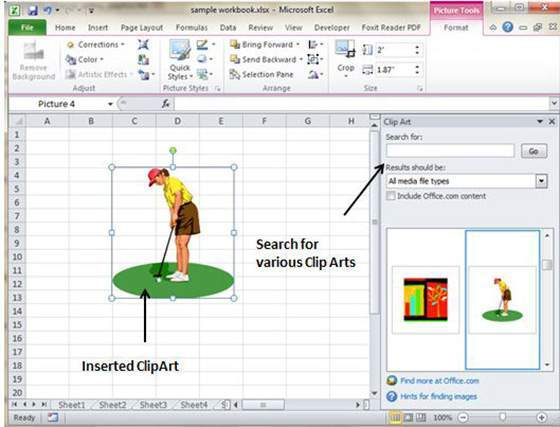 sample workbook.xlsx - Microsoft Excel
Picture Tools
File Home Insert Page Layout Formulas Data Review View Foxit Reader PDF Format
Remove Background
Corrections
Color
Artistic Effects
Adjust
Quick Styles
Picture Styles
Bring Forward
Send Backward
Selection Pane
Arrange
Crop
2"
1.87"
Size
Picture 4
fx
A B C D E F G H
1
2
3
4
5
6
7
8
9
10
11
12
13
14
15
16
17
18
19
20
Clip Art
Search for:
Go
Results should be:
All media file types
Include Office.com content
Search for
various Clip Arts
Inserted ClipArt
Find more at Office.com
Hints for finding images
Sheet1 Sheet2 Sheet3 Sheet4
Ready
100%